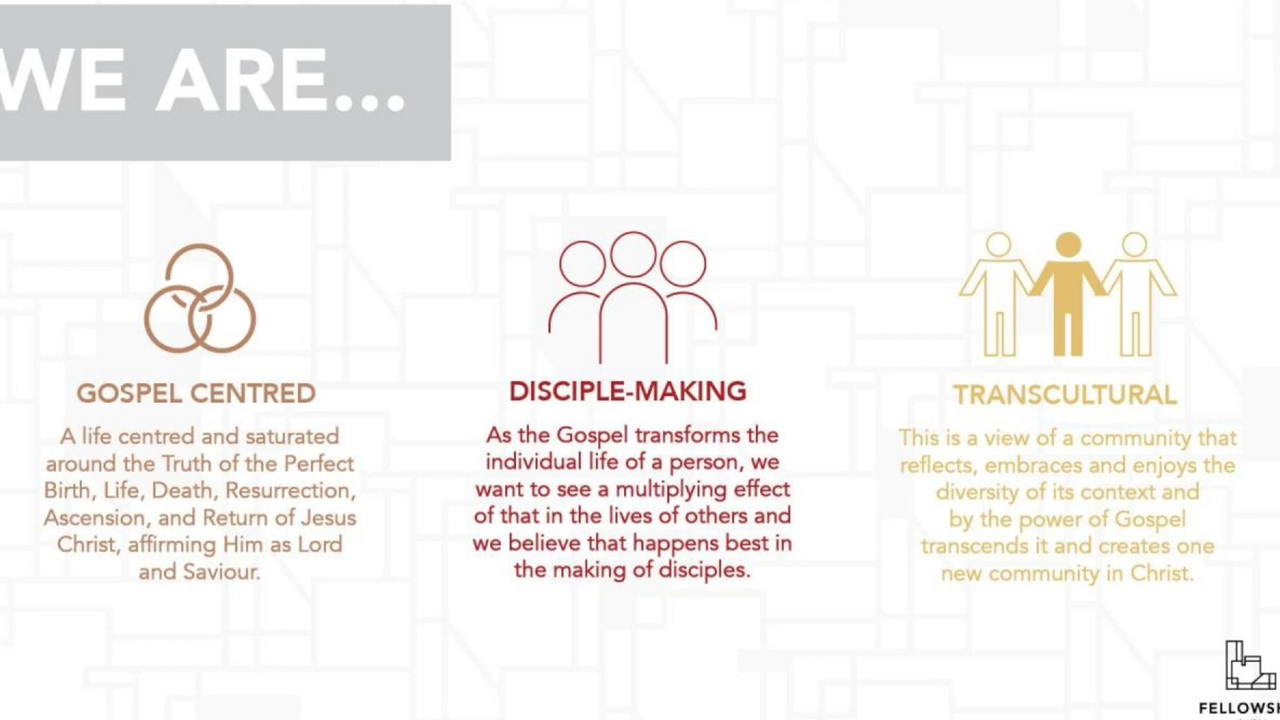 WE ARE...
GOSPEL CENTRED
A life centred and saturated
around the Truth of the Perfect
Birth, Life, Death, Resurrection,
Ascension, and Return of Jesus
Christ, affirming Him as Lord
and Saviour.
DISCIPLE-MAKING
As the Gospel transforms the
individual life of a person, we
want to see a multiplying effect
of that in the lives of others and
we believe that happens best in
the making of disciples.
TRANSCULTURAL
This is a view of a community that
reflects, embraces and enjoys the
diversity of its context and
by the power of Gospel
transcends it and creates one
new community in Christ.